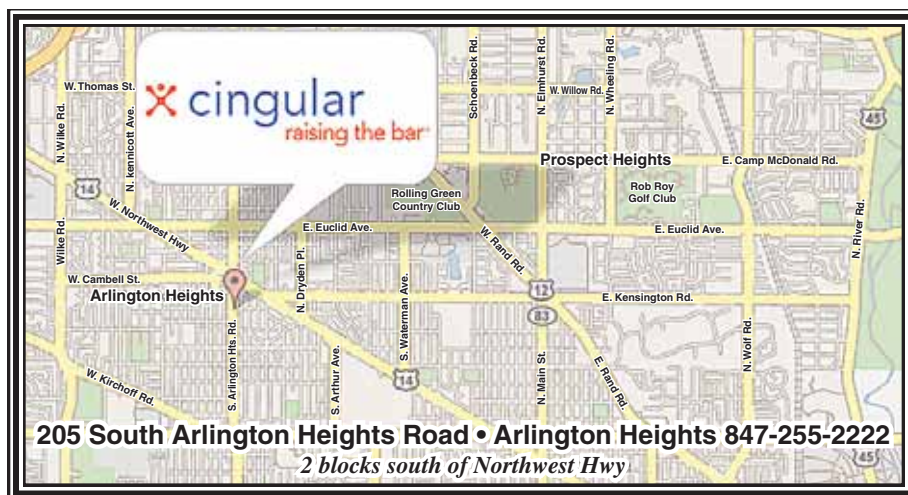 Schoenbeck Rd.
N. Elmhurst Rd.
N. Wheeling Rd.
W. Thomas St.
W. Willow Rd.
N. Wilke Rd.
N. kennicott Ave.
cingular
raising the bar
45
Prospect Heights
E. Camp McDonald Rd.
14
Rolling Green
Country Club
Rob Roy
Golf Club
W. Northwest Hwy
Wilke Rd.
E. Euclid Ave.
E. Euclid Ave.
W. Rand Rd.
N. River Rd.
W. Cambell St.
Arlington Heights
N. Dryden Pl.
S. Waterman Ave.
12
E. Kensington Rd.
83
S. Arlington Hts. Rd.
S. Arthur Ave.
14
N. Main St.
E. Rand Rd.
N. Wolf Rd.
W. Kirchoff Rd.
205 South Arlington Heights Road • Arlington Heights 847-255-2222
2 blocks south of Northwest Hwy
45